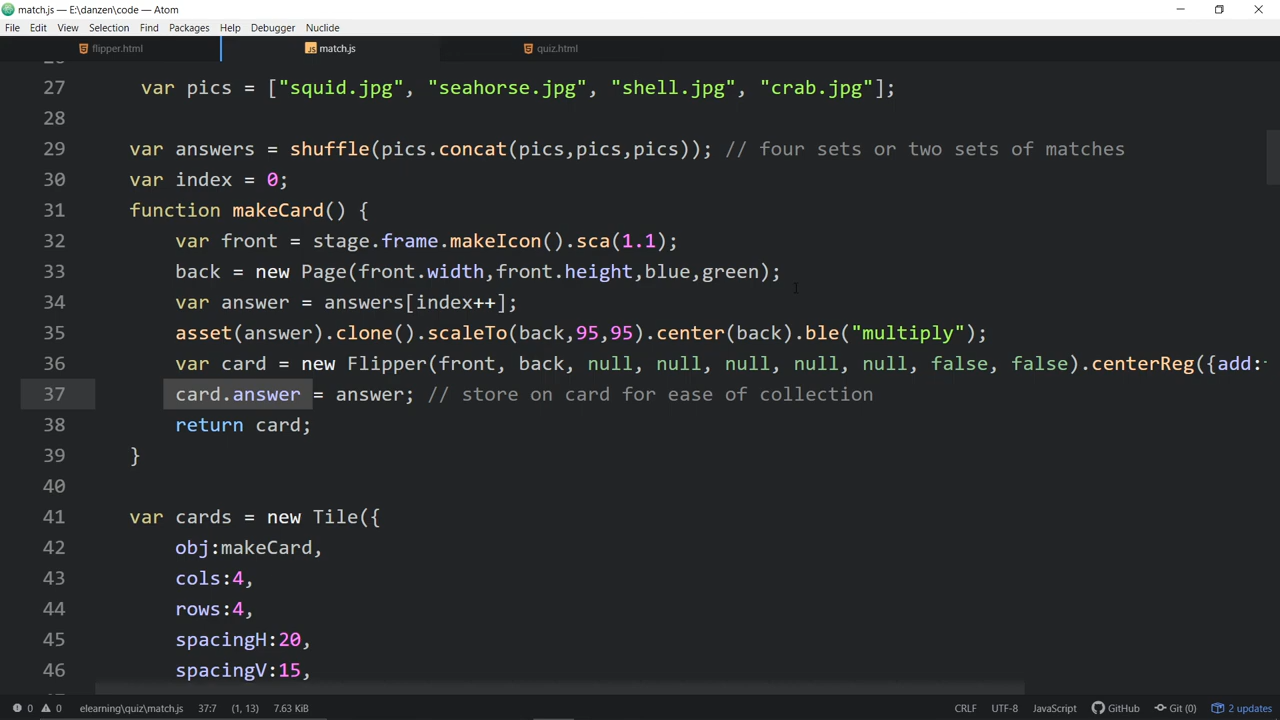 match.js — E:\danzen\code — Atom
File Edit View Selection Find Packages Help Debugger Nuclide
flipper.html match.js quiz.html
27 var pics = ["squid.jpg", "seahorse.jpg", "shell.jpg", "crab.jpg"];
28
29 var answers = shuffle(pics.concat(pics,pics,pics)); // four sets or two sets of matches
30 var index = 0;
31 function makeCard() {
32 var front = stage.frame.makeIcon().sca(1.1);
33 back = new Page(front.width,front.height,blue,green);
34 var answer = answers[index++];
35 asset(answer).clone().scaleTo(back,95,95).center(back).ble("multiply");
36 var card = new Flipper(front, back, null, null, null, null, null, false, false).centerReg({add:
37 card.answer = answer; // store on card for ease of collection
38 return card;
39 }
40
41 var cards = new Tile({
42 obj:makeCard,
43 cols:4,
44 rows:4,
45 spacingH:20,
46 spacingV:15,
0 0 elearning\quiz\match.js 37:7 (1, 13) 7.63 KiB CRLF UTF-8 JavaScript GitHub Git (0) 2 updates